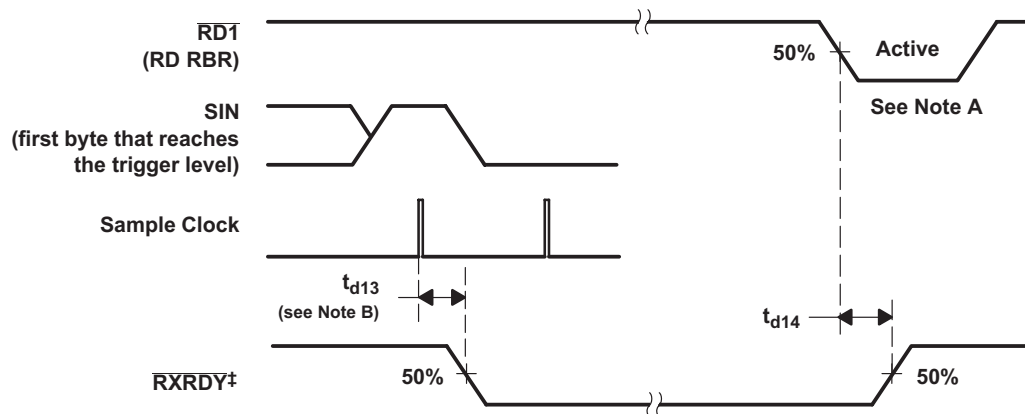 RD1
(RD RBR)
50%
Active
See Note A
SIN
(first byte that reaches
the trigger level)
Sample Clock
td13
(see Note B)
td14
RXRDY‡
50%
50%